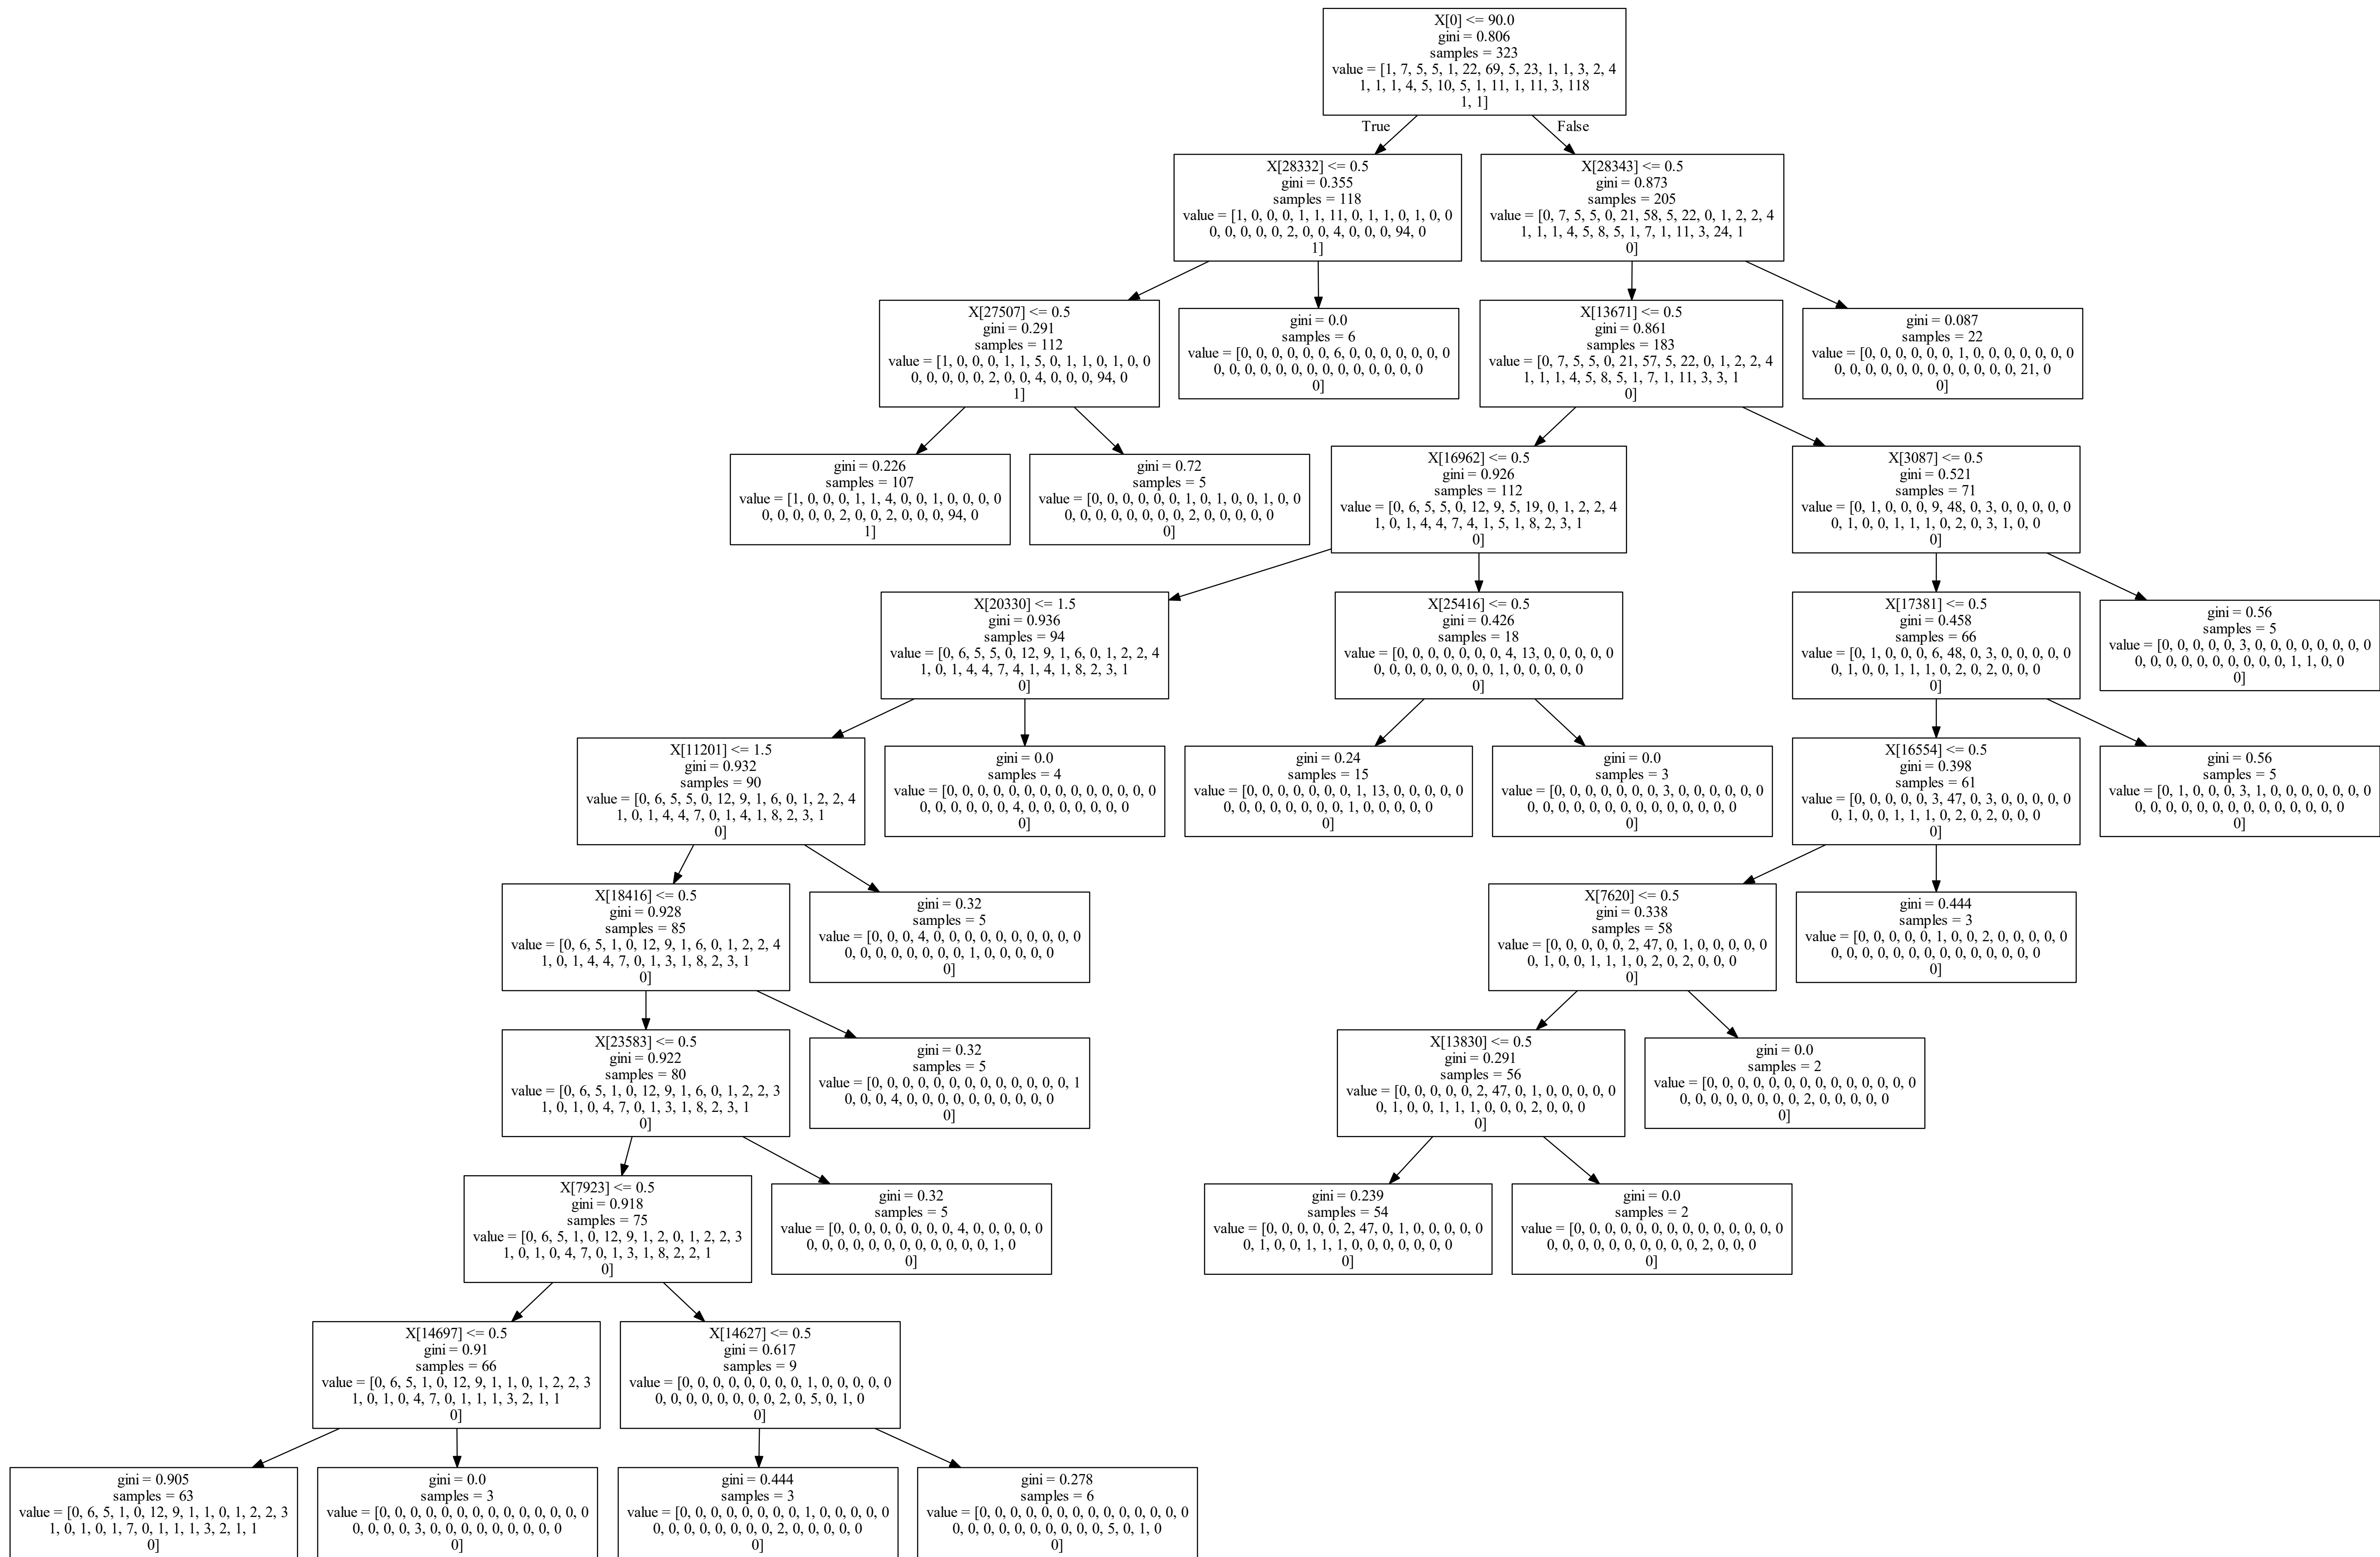 X[0] <= 90.0
gini = 0.806
samples = 323
value = [1, 7, 5, 5, 1, 22, 69, 5, 23, 1, 1, 3, 2, 4
1, 1, 1, 4, 5, 10, 5, 1, 11, 1, 11, 3, 118
1, 1]
True
False
X[28332] <= 0.5
gini = 0.355
samples = 118
value = [1, 0, 0, 0, 1, 1, 11, 0, 1, 1, 0, 1, 0, 0
0, 0, 0, 0, 0, 2, 0, 0, 4, 0, 0, 0, 94, 0
1]
X[28343] <= 0.5
gini = 0.873
samples = 205
value = [0, 7, 5, 5, 0, 21, 58, 5, 22, 0, 1, 2, 2, 4
1, 1, 1, 4, 5, 8, 5, 1, 7, 1, 11, 3, 24, 1
0]
X[27507] <= 0.5
gini = 0.291
samples = 112
value = [1, 0, 0, 0, 1, 1, 5, 0, 1, 1, 0, 1, 0, 0
0, 0, 0, 0, 0, 2, 0, 0, 4, 0, 0, 0, 94, 0
1]
gini = 0.0
samples = 6
value = [0, 0, 0, 0, 0, 0, 6, 0, 0, 0, 0, 0, 0, 0
0, 0, 0, 0, 0, 0, 0, 0, 0, 0, 0, 0, 0, 0
0]
X[13671] <= 0.5
gini = 0.861
samples = 183
value = [0, 7, 5, 5, 0, 21, 57, 5, 22, 0, 1, 2, 2, 4
1, 1, 1, 4, 5, 8, 5, 1, 7, 1, 11, 3, 3, 1
0]
gini = 0.087
samples = 22
value = [0, 0, 0, 0, 0, 0, 1, 0, 0, 0, 0, 0, 0, 0
0, 0, 0, 0, 0, 0, 0, 0, 0, 0, 0, 0, 21, 0
0]
gini = 0.226
samples = 107
value = [1, 0, 0, 0, 1, 1, 4, 0, 0, 1, 0, 0, 0, 0
0, 0, 0, 0, 0, 2, 0, 0, 2, 0, 0, 0, 94, 0
1]
gini = 0.72
samples = 5
value = [0, 0, 0, 0, 0, 0, 1, 0, 1, 0, 0, 1, 0, 0
0, 0, 0, 0, 0, 0, 0, 0, 2, 0, 0, 0, 0, 0
0]
X[16962] <= 0.5
gini = 0.926
samples = 112
value = [0, 6, 5, 5, 0, 12, 9, 5, 19, 0, 1, 2, 2, 4
1, 0, 1, 4, 4, 7, 4, 1, 5, 1, 8, 2, 3, 1
0]
X[3087] <= 0.5
gini = 0.521
samples = 71
value = [0, 1, 0, 0, 0, 9, 48, 0, 3, 0, 0, 0, 0, 0
0, 1, 0, 0, 1, 1, 1, 0, 2, 0, 3, 1, 0, 0
0]
X[20330] <= 1.5
gini = 0.936
samples = 94
value = [0, 6, 5, 5, 0, 12, 9, 1, 6, 0, 1, 2, 2, 4
1, 0, 1, 4, 4, 7, 4, 1, 4, 1, 8, 2, 3, 1
0]
X[25416] <= 0.5
gini = 0.426
samples = 18
value = [0, 0, 0, 0, 0, 0, 0, 4, 13, 0, 0, 0, 0, 0
0, 0, 0, 0, 0, 0, 0, 0, 1, 0, 0, 0, 0, 0
0]
X[17381] <= 0.5
gini = 0.458
samples = 66
value = [0, 1, 0, 0, 0, 6, 48, 0, 3, 0, 0, 0, 0, 0
0, 1, 0, 0, 1, 1, 1, 0, 2, 0, 2, 0, 0, 0
0]
gini = 0.56
samples = 5
value = [0, 0, 0, 0, 0, 3, 0, 0, 0, 0, 0, 0, 0, 0
0, 0, 0, 0, 0, 0, 0, 0, 0, 0, 1, 1, 0, 0
0]
X[11201] <= 1.5
gini = 0.932
samples = 90
value = [0, 6, 5, 5, 0, 12, 9, 1, 6, 0, 1, 2, 2, 4
1, 0, 1, 4, 4, 7, 0, 1, 4, 1, 8, 2, 3, 1
0]
gini = 0.0
samples = 4
value = [0, 0, 0, 0, 0, 0, 0, 0, 0, 0, 0, 0, 0, 0
0, 0, 0, 0, 0, 0, 4, 0, 0, 0, 0, 0, 0, 0
0]
gini = 0.24
samples = 15
value = [0, 0, 0, 0, 0, 0, 0, 1, 13, 0, 0, 0, 0, 0
0, 0, 0, 0, 0, 0, 0, 0, 1, 0, 0, 0, 0, 0
0]
gini = 0.0
samples = 3
value = [0, 0, 0, 0, 0, 0, 0, 3, 0, 0, 0, 0, 0, 0
0, 0, 0, 0, 0, 0, 0, 0, 0, 0, 0, 0, 0, 0
0]
X[16554] <= 0.5
gini = 0.398
samples = 61
value = [0, 0, 0, 0, 0, 3, 47, 0, 3, 0, 0, 0, 0, 0
0, 1, 0, 0, 1, 1, 1, 0, 2, 0, 2, 0, 0, 0
0]
gini = 0.56
samples = 5
value = [0, 1, 0, 0, 0, 3, 1, 0, 0, 0, 0, 0, 0, 0
0, 0, 0, 0, 0, 0, 0, 0, 0, 0, 0, 0, 0, 0
0]
X[18416] <= 0.5
gini = 0.928
samples = 85
value = [0, 6, 5, 1, 0, 12, 9, 1, 6, 0, 1, 2, 2, 4
1, 0, 1, 4, 4, 7, 0, 1, 3, 1, 8, 2, 3, 1
0]
gini = 0.32
samples = 5
value = [0, 0, 0, 4, 0, 0, 0, 0, 0, 0, 0, 0, 0, 0
0, 0, 0, 0, 0, 0, 0, 0, 1, 0, 0, 0, 0, 0
0]
X[7620] <= 0.5
gini = 0.338
samples = 58
value = [0, 0, 0, 0, 0, 2, 47, 0, 1, 0, 0, 0, 0, 0
0, 1, 0, 0, 1, 1, 1, 0, 2, 0, 2, 0, 0, 0
0]
gini = 0.444
samples = 3
value = [0, 0, 0, 0, 0, 1, 0, 0, 2, 0, 0, 0, 0, 0
0, 0, 0, 0, 0, 0, 0, 0, 0, 0, 0, 0, 0, 0
0]
X[23583] <= 0.5
gini = 0.922
samples = 80
value = [0, 6, 5, 1, 0, 12, 9, 1, 6, 0, 1, 2, 2, 3
1, 0, 1, 0, 4, 7, 0, 1, 3, 1, 8, 2, 3, 1
0]
gini = 0.32
samples = 5
value = [0, 0, 0, 0, 0, 0, 0, 0, 0, 0, 0, 0, 0, 1
0, 0, 0, 4, 0, 0, 0, 0, 0, 0, 0, 0, 0, 0
0]
X[13830] <= 0.5
gini = 0.291
samples = 56
value = [0, 0, 0, 0, 0, 2, 47, 0, 1, 0, 0, 0, 0, 0
0, 1, 0, 0, 1, 1, 1, 0, 0, 0, 2, 0, 0, 0
0]
gini = 0.0
samples = 2
value = [0, 0, 0, 0, 0, 0, 0, 0, 0, 0, 0, 0, 0, 0
0, 0, 0, 0, 0, 0, 0, 0, 2, 0, 0, 0, 0, 0
0]
X[7923] <= 0.5
gini = 0.918
samples = 75
value = [0, 6, 5, 1, 0, 12, 9, 1, 2, 0, 1, 2, 2, 3
1, 0, 1, 0, 4, 7, 0, 1, 3, 1, 8, 2, 2, 1
0]
gini = 0.32
samples = 5
value = [0, 0, 0, 0, 0, 0, 0, 0, 4, 0, 0, 0, 0, 0
0, 0, 0, 0, 0, 0, 0, 0, 0, 0, 0, 0, 1, 0
0]
gini = 0.239
samples = 54
value = [0, 0, 0, 0, 0, 2, 47, 0, 1, 0, 0, 0, 0, 0
0, 1, 0, 0, 1, 1, 1, 0, 0, 0, 0, 0, 0, 0
0]
gini = 0.0
samples = 2
value = [0, 0, 0, 0, 0, 0, 0, 0, 0, 0, 0, 0, 0, 0
0, 0, 0, 0, 0, 0, 0, 0, 0, 0, 2, 0, 0, 0
0]
X[14697] <= 0.5
gini = 0.91
samples = 66
value = [0, 6, 5, 1, 0, 12, 9, 1, 1, 0, 1, 2, 2, 3
1, 0, 1, 0, 4, 7, 0, 1, 1, 1, 3, 2, 1, 1
0]
X[14627] <= 0.5
gini = 0.617
samples = 9
value = [0, 0, 0, 0, 0, 0, 0, 0, 1, 0, 0, 0, 0, 0
0, 0, 0, 0, 0, 0, 0, 0, 2, 0, 5, 0, 1, 0
0]
gini = 0.905
samples = 63
value = [0, 6, 5, 1, 0, 12, 9, 1, 1, 0, 1, 2, 2, 3
1, 0, 1, 0, 1, 7, 0, 1, 1, 1, 3, 2, 1, 1
0]
gini = 0.0
samples = 3
value = [0, 0, 0, 0, 0, 0, 0, 0, 0, 0, 0, 0, 0, 0
0, 0, 0, 0, 3, 0, 0, 0, 0, 0, 0, 0, 0, 0
0]
gini = 0.444
samples = 3
value = [0, 0, 0, 0, 0, 0, 0, 0, 1, 0, 0, 0, 0, 0
0, 0, 0, 0, 0, 0, 0, 0, 2, 0, 0, 0, 0, 0
0]
gini = 0.278
samples = 6
value = [0, 0, 0, 0, 0, 0, 0, 0, 0, 0, 0, 0, 0, 0
0, 0, 0, 0, 0, 0, 0, 0, 0, 0, 5, 0, 1, 0
0]